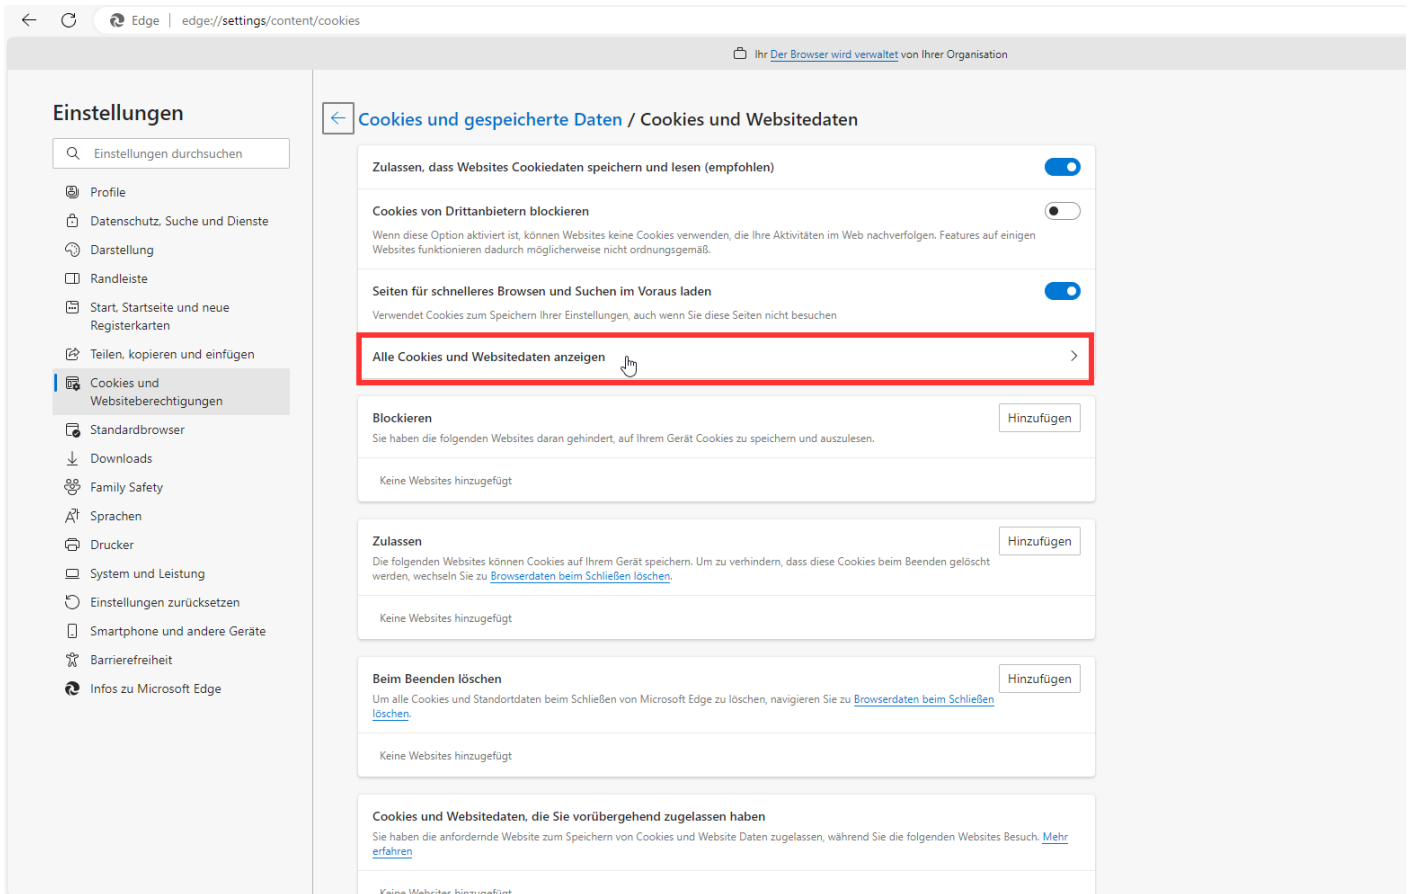 Edge | edge://settings/content/cookies
Ihr Der Browser wird verwaltet von Ihrer Organisation
Einstellungen
Einstellungen durchsuchen
Profile
Datenschutz, Suche und Dienste
Darstellung
Randleiste
Start, Startseite und neue
Registerkarten
Teilen, kopieren und einfügen
Cookies und
Websiteberechtigungen
Standardbrowser
Downloads
Family Safety
Sprachen
Drucker
System und Leistung
Einstellungen zurücksetzen
Smartphone und andere Geräte
Barrierefreiheit
Infos zu Microsoft Edge
Cookies und gespeicherte Daten / Cookies und Websitedaten
Zulassen, dass Websites Cookiedaten speichern und lesen (empfohlen)
Cookies von Drittanbietern blockieren
Wenn diese Option aktiviert ist, können Websites keine Cookies verwenden, die Ihre Aktivitäten im Web nachverfolgen. Features auf einigen
Websites funktionieren dadurch möglicherweise nicht ordnungsgemäß.
Seiten für schnelleres Browsen und Suchen im Voraus laden
Verwendet Cookies zum Speichern Ihrer Einstellungen, auch wenn Sie diese Seiten nicht besuchen
Alle Cookies und Websitedaten anzeigen
Blockieren
Hinzufügen
Sie haben die folgenden Websites daran gehindert, auf Ihrem Gerät Cookies zu speichern und auszulesen.
Keine Websites hinzugefügt
Zulassen
Hinzufügen
Die folgenden Websites können Cookies auf Ihrem Gerät speichern. Um zu verhindern, dass diese Cookies beim Beenden gelöscht
werden, wechseln Sie zu Browserdaten beim Schließen löschen.
Keine Websites hinzugefügt
Beim Beenden löschen
Hinzufügen
Um alle Cookies und Standortdaten beim Schließen von Microsoft Edge zu löschen, navigieren Sie zu Browserdaten beim Schließen
löschen.
Keine Websites hinzugefügt
Cookies und Websitedaten, die Sie vorübergehend zugelassen haben
Sie haben die anfordernde Website zum Speichern von Cookies und Website Daten zugelassen, während Sie die folgenden Websites Besuch. Mehr
erfahren
Keine Websites hinzugefügt